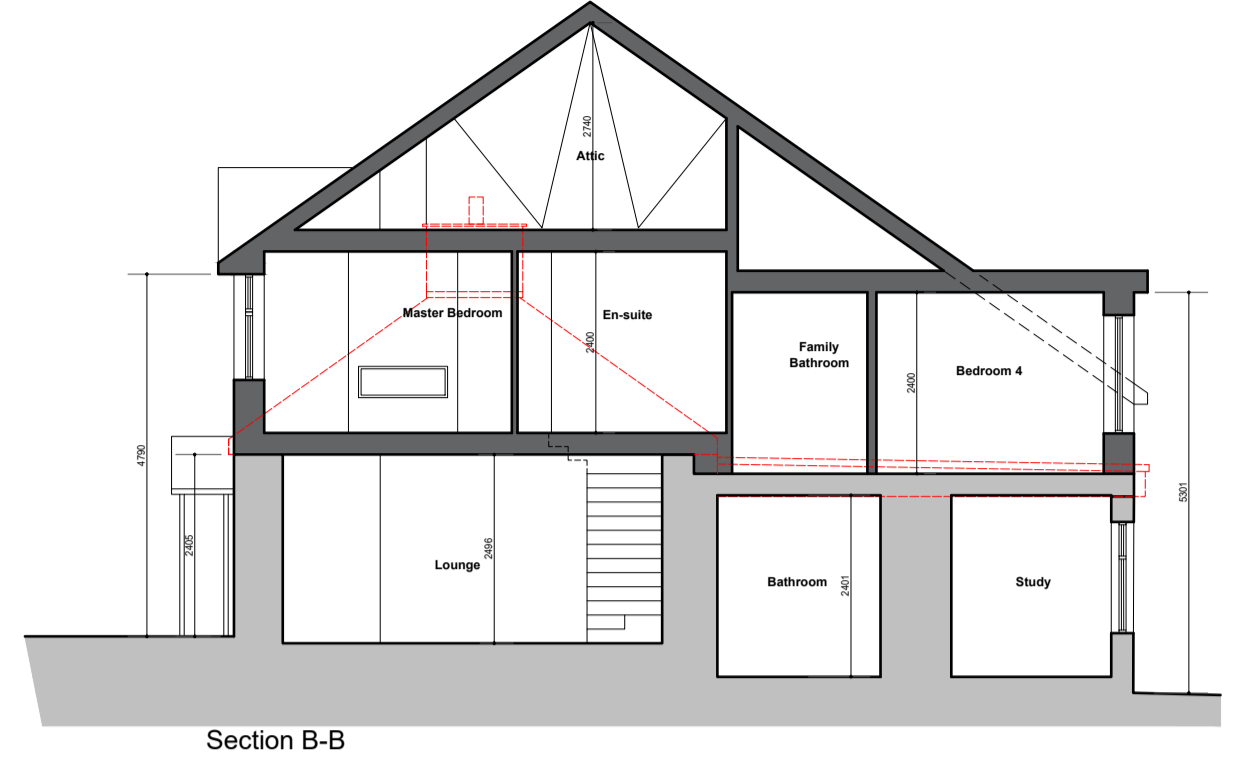 2740
Attic
Master Bedroom
En-suite
2400
Family
Bathroom
2400
Bedroom 4
4790
2405
2496
Lounge
Bathroom
2401
Study
5301
Section B-B